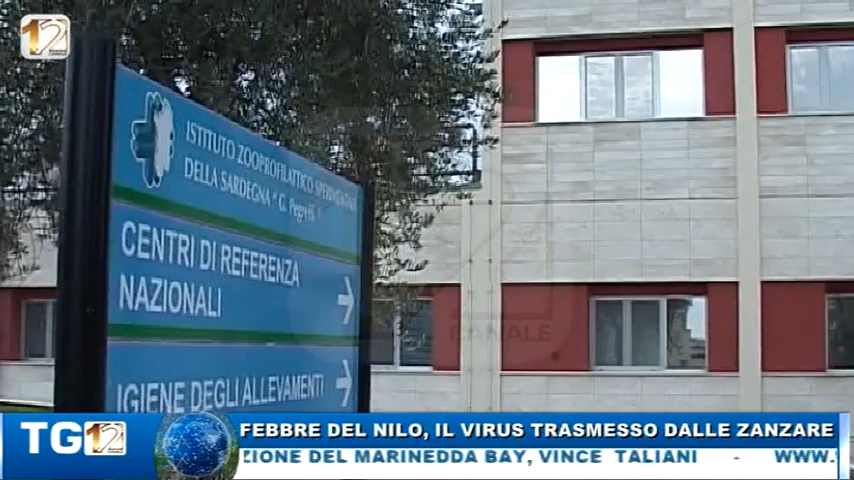 12
ISTITUTO ZOOPROFILATTICO SPERIMENTALE
DELLA SARDEGNA "G. Pegreffi"
CENTRI DI REFERENZA
NAZIONALI
IGIENE DEGLI ALLEVAMENTI
12
CANALE
TG12
FEBBRE DEL NILO, IL VIRUS TRASMESSO DALLE ZANZARE
ZIONE DEL MARINEDDA BAY, VINCE TALIANI - WWW.